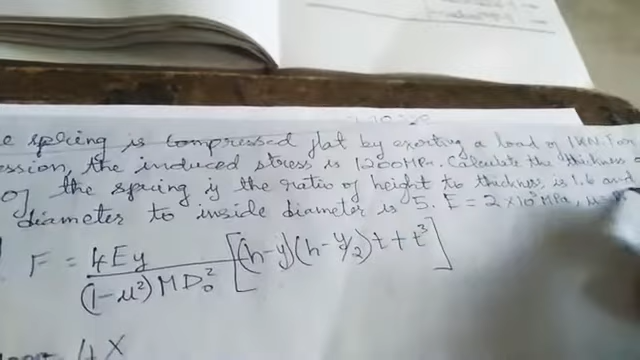 e spring is compressed flat by exerting a load of 1KN. For
ession, the induced stress is 1200MPa. Calculate the thickness
of the spring if the ratio of height to thickness is 1.6 and
diameter to inside diameter is 5. E = 2×10⁵ MPa, μ
F = 4Ey / (1-μ²) M D₀² [(h-y)(h-y/2)t + t³]
4X